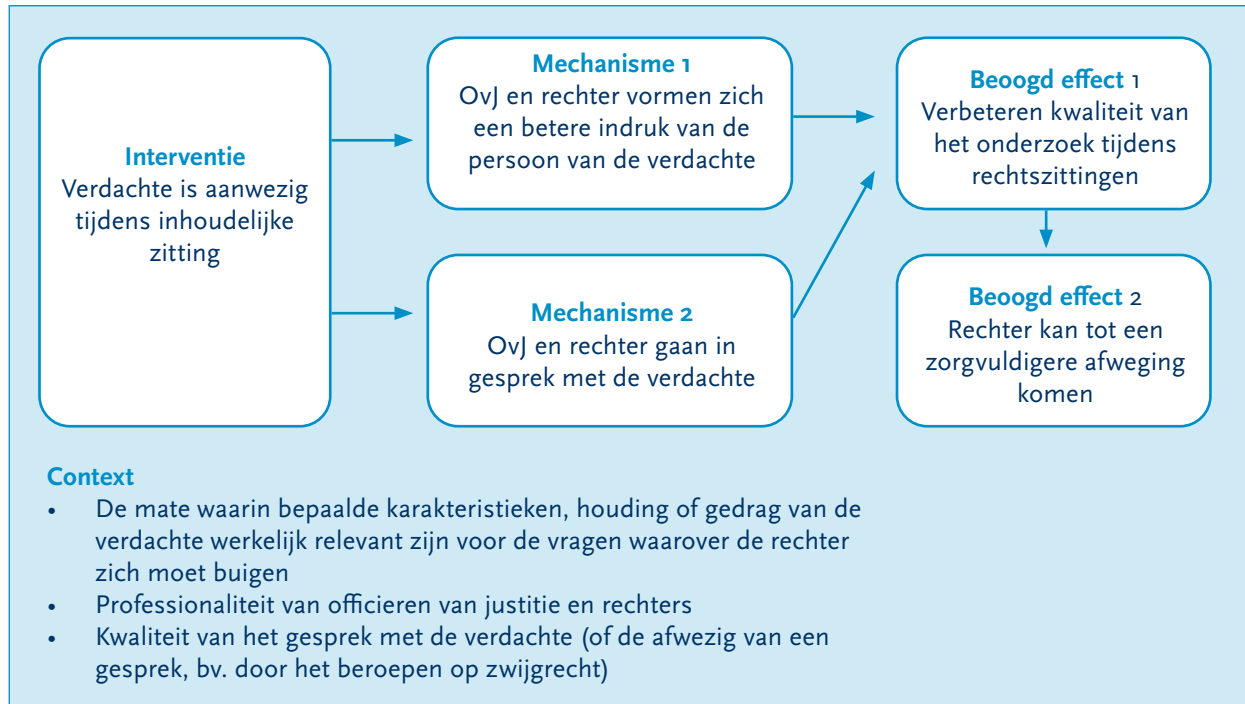 Interventie
Verdachte is aanwezig
tijdens inhoudelijke
zitting
Mechanisme 1
OvJ en rechter vormen zich
een betere indruk van de
persoon van de verdachte
Mechanisme 2
OvJ en rechter gaan in
gesprek met de verdachte
Beoogd effect 1
Verbeteren kwaliteit van
het onderzoek tijdens
rechtszittingen
Beoogd effect 2
Rechter kan tot een
zorgvuldigere afweging
komen
Context
• De mate waarin bepaalde karakteristieken, houding of gedrag van de
verdachte werkelijk relevant zijn voor de vragen waarover de rechter
zich moet buigen
• Professionaliteit van officieren van justitie en rechters
• Kwaliteit van het gesprek met de verdachte (of de afwezig van een
gesprek, bv. door het beroepen op zwijgrecht)